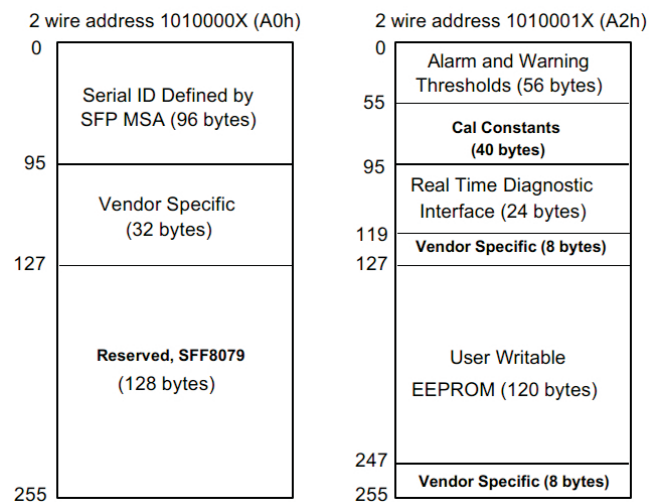 2 wire address 1010000X (A0h)
0
Serial ID Defined by
SFP MSA (96 bytes)
95
Vendor Specific
(32 bytes)
127
Reserved, SFF8079
(128 bytes)
255
2 wire address 1010001X (A2h)
0
Alarm and Warning
Thresholds (56 bytes)
55
Cal Constants
(40 bytes)
95
Real Time Diagnostic
Interface (24 bytes)
119
Vendor Specific (8 bytes)
127
User Writable
EEPROM (120 bytes)
247
Vendor Specific (8 bytes)
255